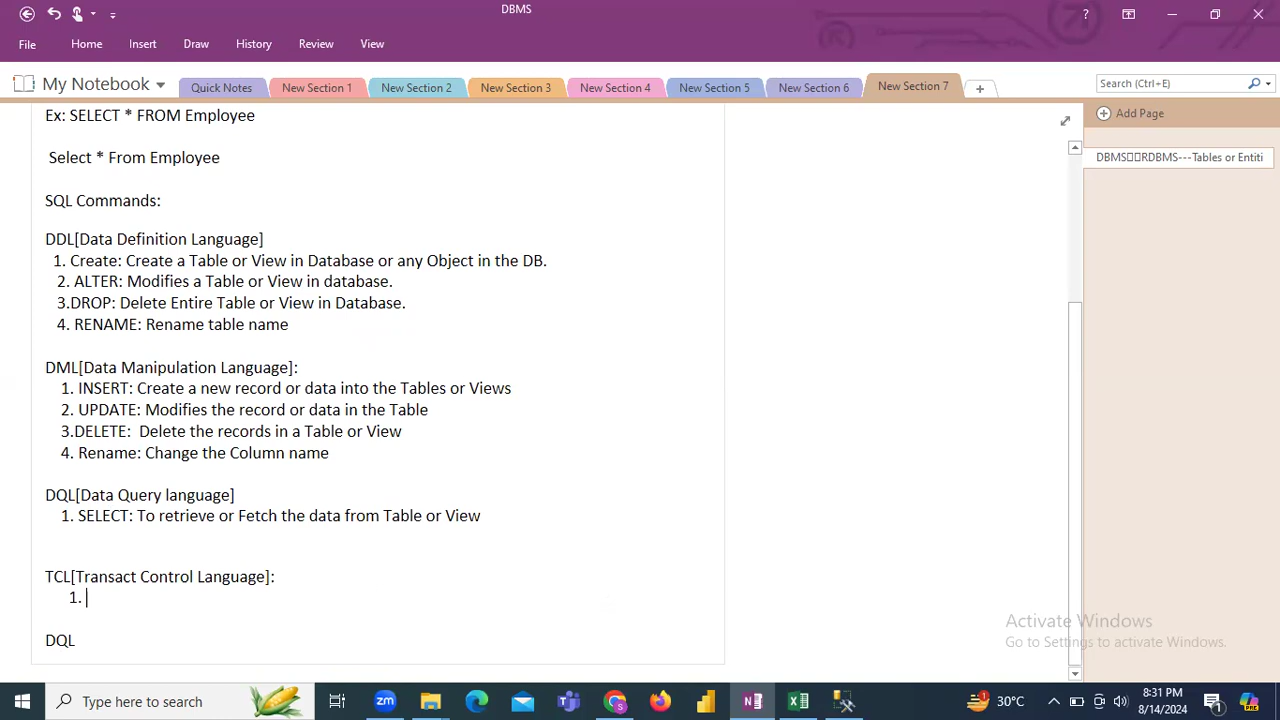 DBMS
File Home Insert Draw History Review View
My Notebook Quick Notes New Section 1 New Section 2 New Section 3 New Section 4 New Section 5 New Section 6 New Section 7 + Search (Ctrl+E)
Add Page
DBMS▯▯RDBMS---Tables or Entiti
Ex: SELECT * FROM Employee
Select * From Employee
SQL Commands:
DDL[Data Definition Language]
1. Create: Create a Table or View in Database or any Object in the DB.
2. ALTER: Modifies a Table or View in database.
3.DROP: Delete Entire Table or View in Database.
4. RENAME: Rename table name
DML[Data Manipulation Language]:
1. INSERT: Create a new record or data into the Tables or Views
2. UPDATE: Modifies the record or data in the Table
3.DELETE:  Delete the records in a Table or View
4. Rename: Change the Column name
DQL[Data Query language]
1. SELECT: To retrieve or Fetch the data from Table or View
TCL[Transact Control Language]:
1.
DQL
Activate Windows
Go to Settings to activate Windows.
Type here to search
30°C
8:31 PM
8/14/2024